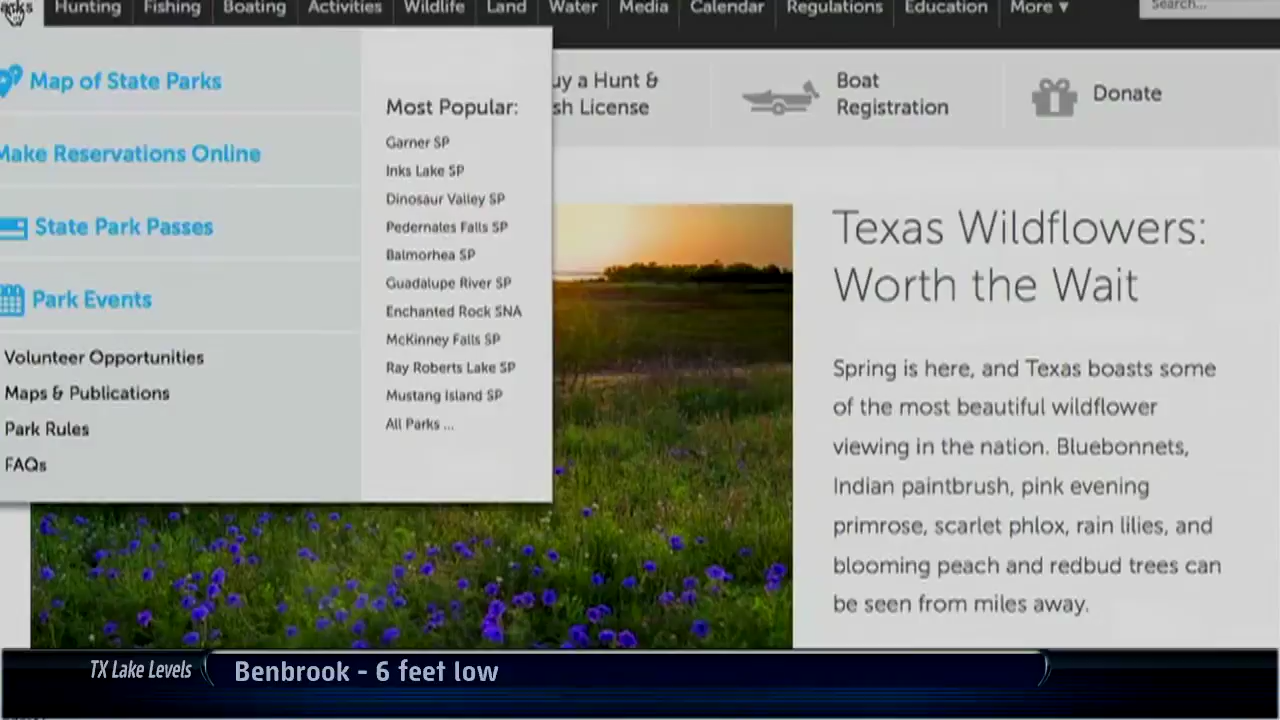 Hunting Fishing Boating Activities Wildlife Land Water Media Calendar Regulations Education More ▾
Search...
Map of State Parks
Make Reservations Online
State Park Passes
Park Events
Volunteer Opportunities
Maps & Publications
Park Rules
FAQs
Most Popular:
Garner SP
Inks Lake SP
Dinosaur Valley SP
Pedernales Falls SP
Balmorhea SP
Guadalupe River SP
Enchanted Rock SNA
McKinney Falls SP
Ray Roberts Lake SP
Mustang Island SP
All Parks ...
uy a Hunt &
sh License
Boat
Registration
Donate
Texas Wildflowers:
Worth the Wait
Spring is here, and Texas boasts some
of the most beautiful wildflower
viewing in the nation. Bluebonnets,
Indian paintbrush, pink evening
primrose, scarlet phlox, rain lilies, and
blooming peach and redbud trees can
be seen from miles away.
TX Lake Levels
Benbrook - 6 feet low